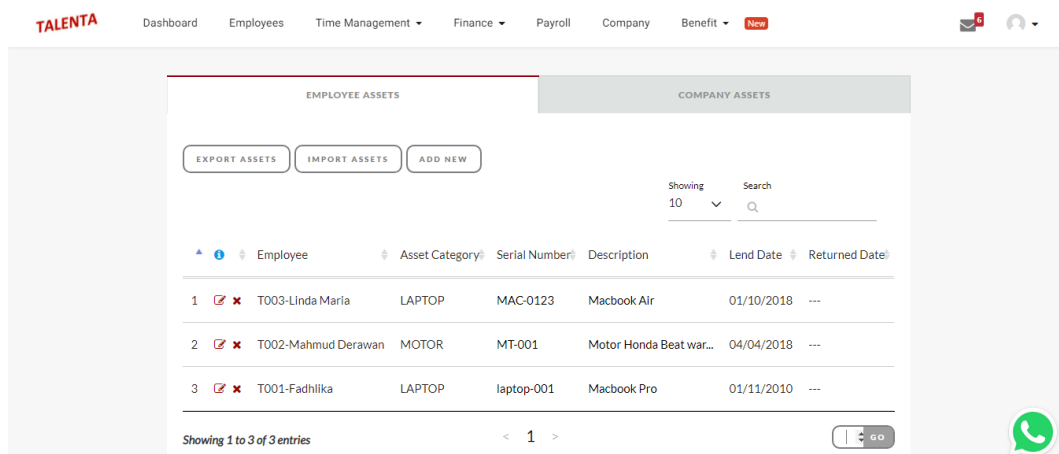 TALENTA Dashboard Employees Time Management Finance Payroll Company Benefit New 6
EMPLOYEE ASSETS COMPANY ASSETS
EXPORT ASSETS IMPORT ASSETS ADD NEW
Showing Search
10
Employee Asset Category Serial Number Description Lend Date Returned Date
1 T003-Linda Maria LAPTOP MAC-0123 Macbook Air 01/10/2018 ---
2 T002-Mahmud Derawan MOTOR MT-001 Motor Honda Beat war... 04/04/2018 ---
3 T001-Fadhlika LAPTOP laptop-001 Macbook Pro 01/11/2010 ---
Showing 1 to 3 of 3 entries < 1 > GO